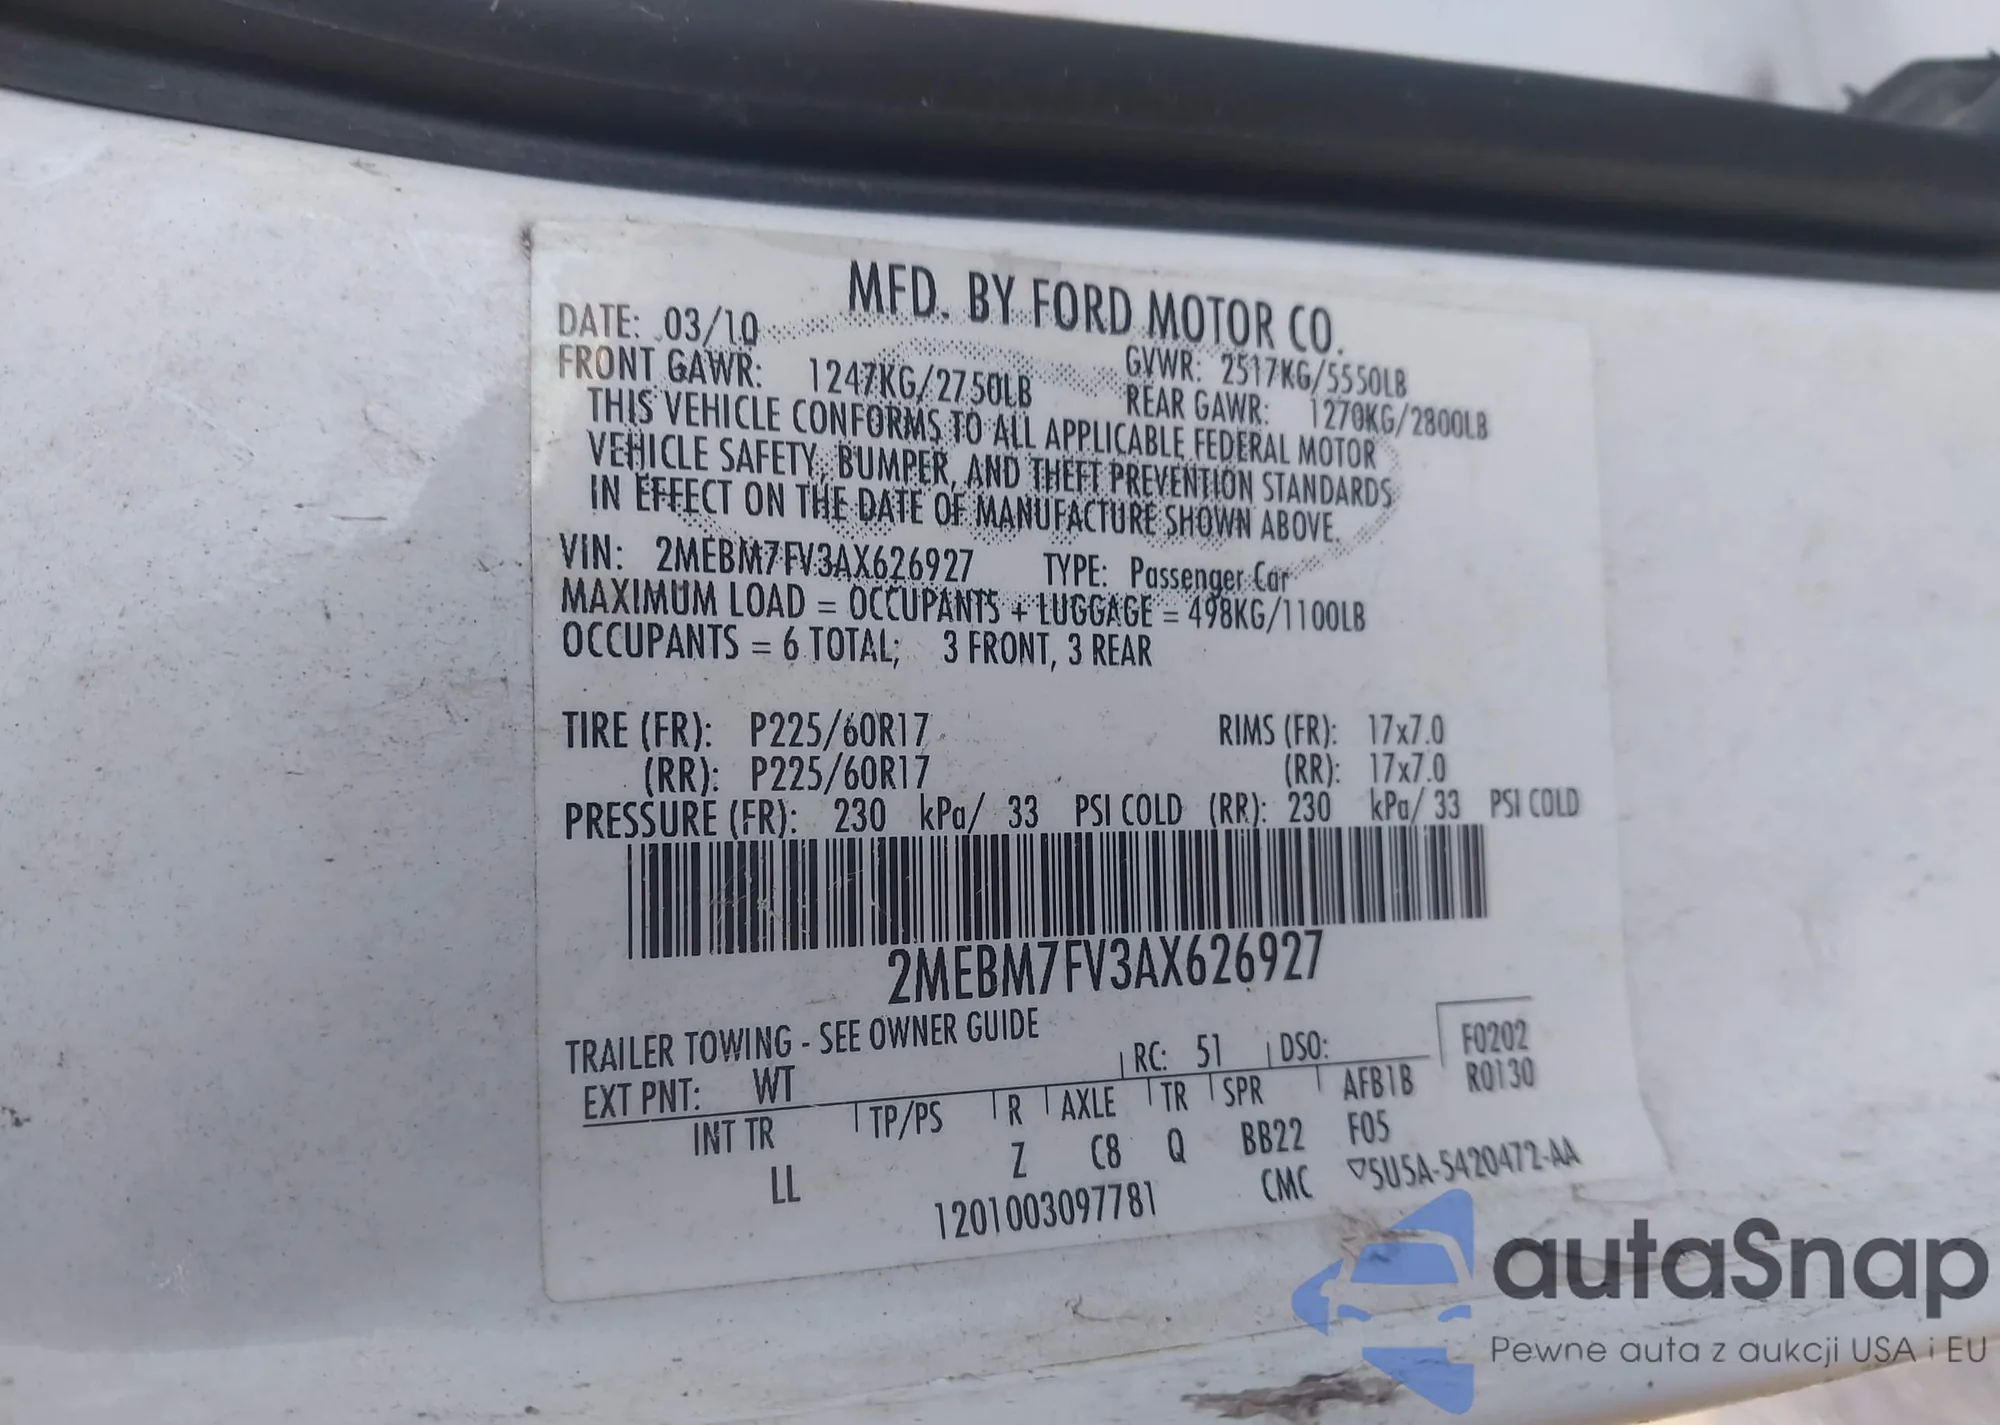 MFD. BY FORD MOTOR CO.
DATE: 03/10 GVWR: 2517KG/5550LB
FRONT GAWR: 1247KG/2750LB REAR GAWR: 1270KG/2800LB
THIS VEHICLE CONFORMS TO ALL APPLICABLE FEDERAL MOTOR
VEHICLE SAFETY, BUMPER, AND THEFT PREVENTION STANDARDS
IN EFFECT ON THE DATE OF MANUFACTURE SHOWN ABOVE.
VIN: 2MEBM7FV3AX626927 TYPE: Passenger Car
MAXIMUM LOAD = OCCUPANTS + LUGGAGE = 498KG/1100LB
OCCUPANTS = 6 TOTAL; 3 FRONT, 3 REAR
TIRE (FR): P225/60R17 RIMS (FR): 17x7.0
(RR): P225/60R17 (RR): 17x7.0
PRESSURE (FR): 230 kPa/ 33 PSI COLD (RR): 230 kPa/ 33 PSI COLD
2MEBM7FV3AX626927
TRAILER TOWING - SEE OWNER GUIDE
EXT PNT: WT RC: 51 DSO: F0202
R0130
INT TR TP/PS R AXLE TR SPR AFB1B
LL Z C8 Q BB22 F05
1201003097781 CMC ▽5U5A-5420472-AA
autaSnap
Pewne auta z aukcji USA i EU